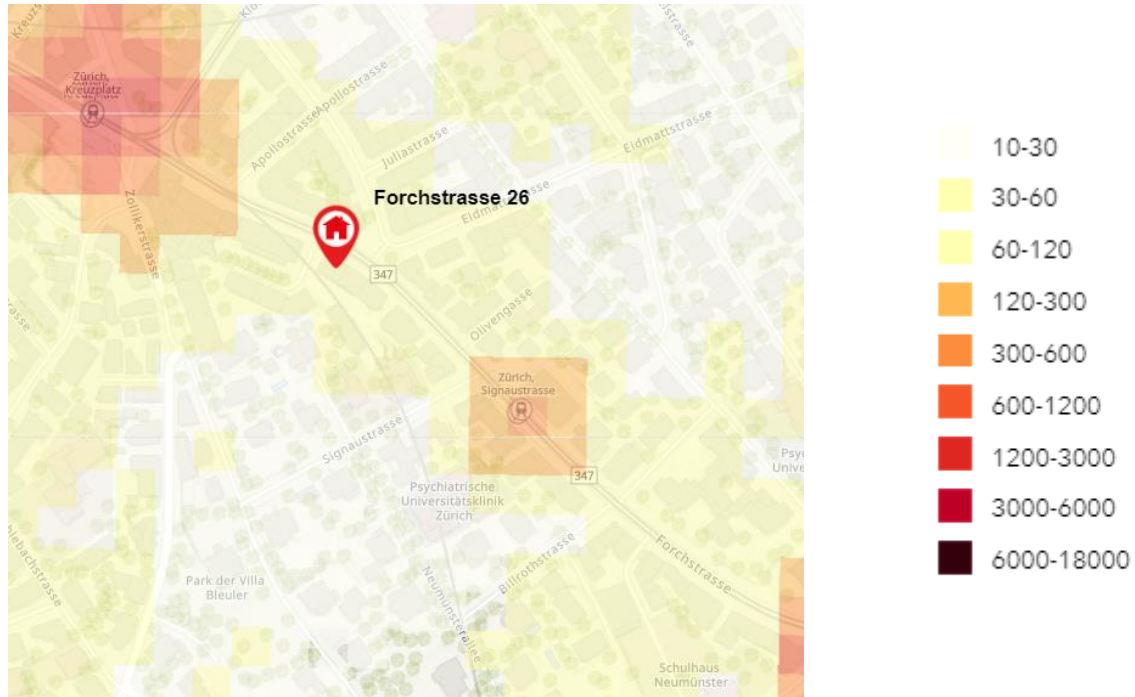 Zürich,
Kreuzplatz
Apollostrasse
Apollostrasse
Juliastrasse
Eidmattstrasse
Zollikerstrasse
Forchstrasse 26
Eidmatt
347
Olivengasse
Zürich,
Signaustrasse
Signaustrasse
347
Psychiatrische
Universitätsklinik
Zürich
Forchstrasse
Billrothstrasse
Park der Villa
Bleuler
Neumünsterallee
Schulhaus
Neumünster
10-30
30-60
60-120
120-300
300-600
600-1200
1200-3000
3000-6000
6000-18000